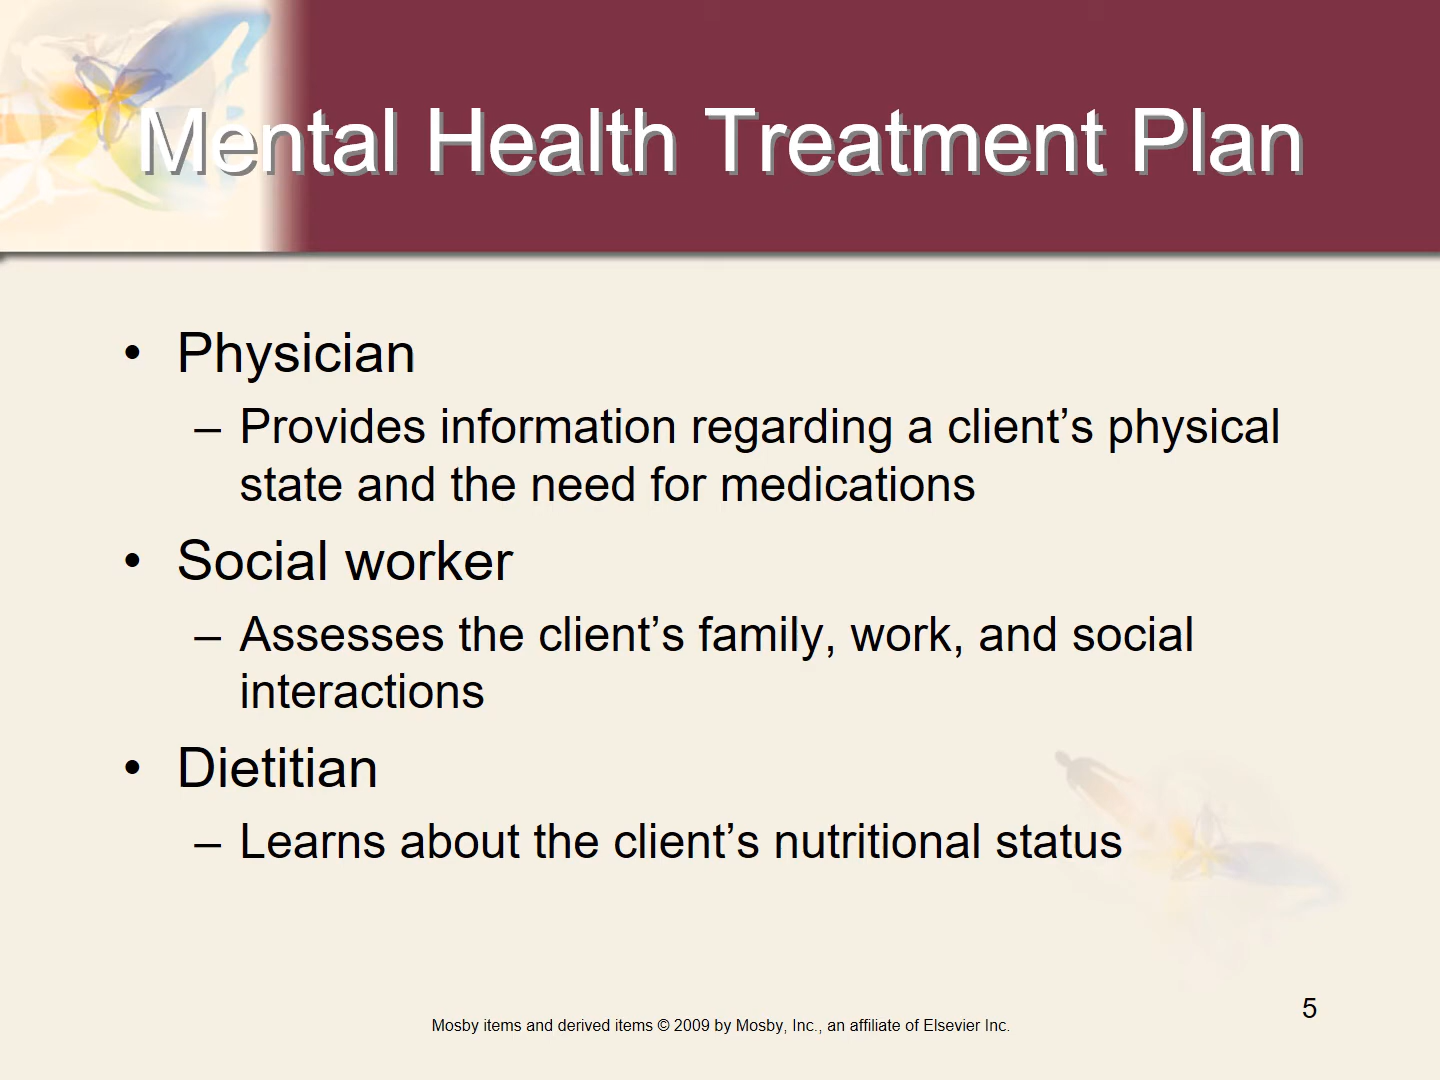 Mental Health Treatment Plan
• Physician
– Provides information regarding a client’s physical
state and the need for medications
• Social worker
– Assesses the client’s family, work, and social
interactions
• Dietitian
– Learns about the client’s nutritional status
5
Mosby items and derived items © 2009 by Mosby, Inc., an affiliate of Elsevier Inc.